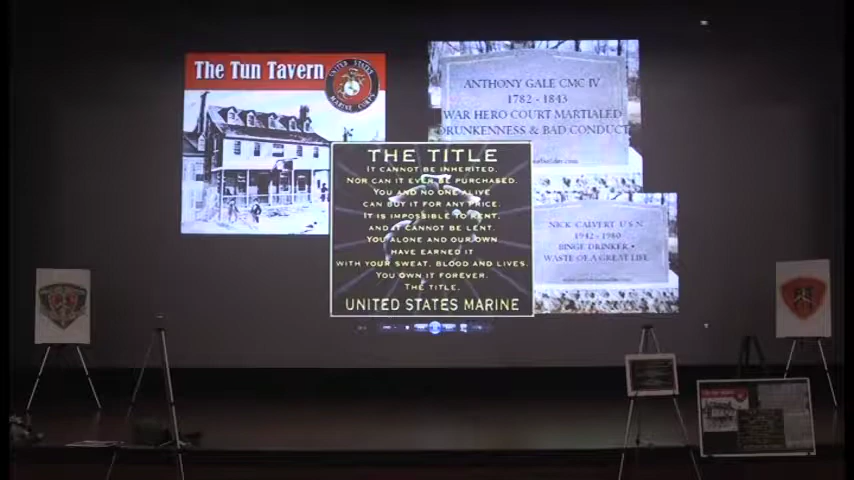 The Tun Tavern
UNITED STATES
MARINE CORPS
ANTHONY GALE CMC IV
1782 - 1843
WAR HERO COURT MARTIALED
DRUNKENNESS & BAD CONDUCT
THE TITLE
IT CANNOT BE INHERITED.
NOR CAN IT EVER BE PURCHASED.
YOU AND NO ONE ALIVE
CAN BUY IT FOR ANY PRICE.
IT IS IMPOSSIBLE TO RENT,
AND IT CANNOT BE LENT.
YOU ALONE AND OUR OWN
HAVE EARNED IT
WITH YOUR SWEAT, BLOOD AND LIVES.
YOU OWN IT FOREVER.
THE TITLE,
UNITED STATES MARINE
NICK CALVERT U S N
1942 - 1980
BINGE DRINKER •
WASTE OF A GREAT LIFE